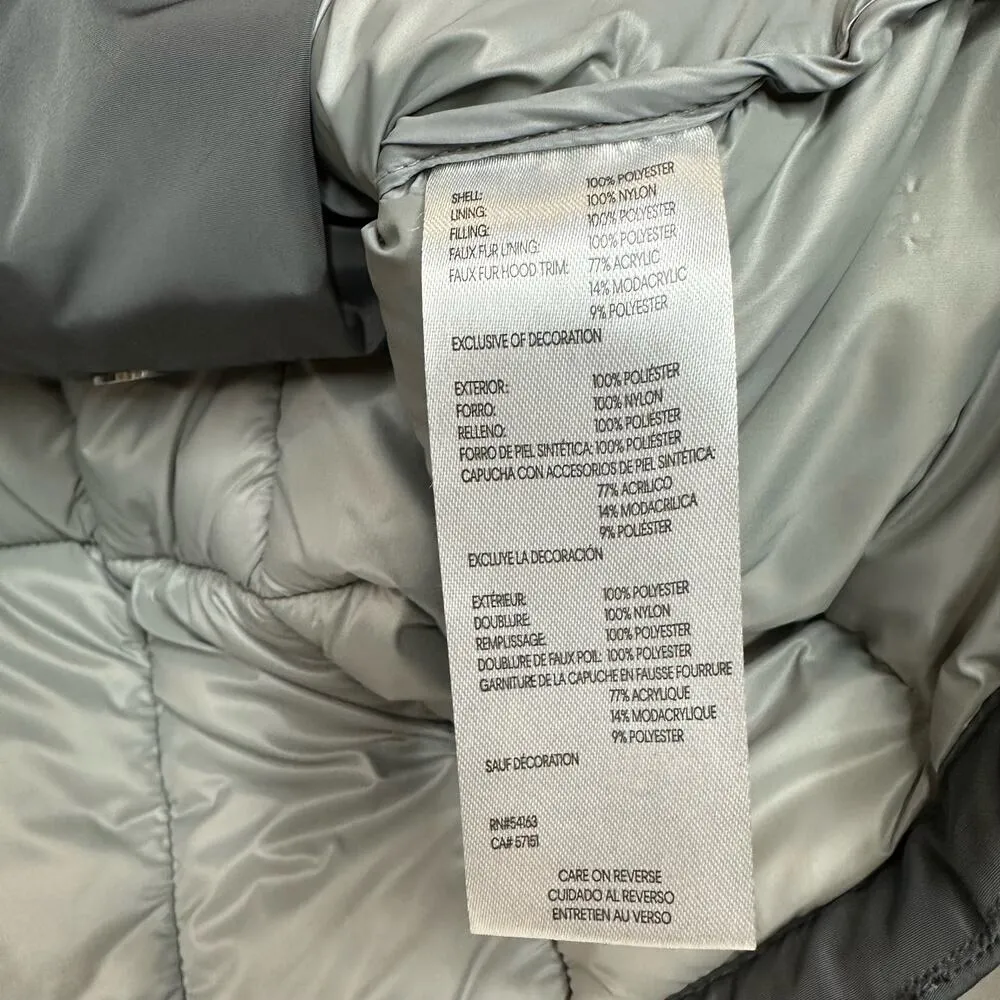 SHELL: 100% POLYESTER
LINING: 100% NYLON
FILLING: 100% POLYESTER
FAUX FUR LINING: 100% POLYESTER
FAUX FUR HOOD TRIM: 77% ACRYLIC
14% MODACRYLIC
9% POLYESTER
EXCLUSIVE OF DECORATION
EXTERIOR: 100% POLIÉSTER
FORRO: 100% NYLON
RELLENO: 100% POLIÉSTER
FORRO DE PIEL SINTÉTICA: 100% POLIÉSTER
CAPUCHA CON ACCESORIOS DE PIEL SINTÉTICA:
77% ACRILICO
14% MODACRILICA
9% POLIÉSTER
EXCLUYE LA DECORACIÓN
EXTÉRIEUR: 100% POLYESTER
DOUBLURE: 100% NYLON
REMPLISSAGE: 100% POLYESTER
DOUBLURE DE FAUX POIL: 100% POLYESTER
GARNITURE DE LA CAPUCHE EN FAUSSE FOURRURE
77% ACRYLIQUE
14% MODACRYLIQUE
9% POLYESTER
SAUF DÉCORATION
RN#54163
CA# 57151
CARE ON REVERSE
CUIDADO AL REVERSO
ENTRETIEN AU VERSO